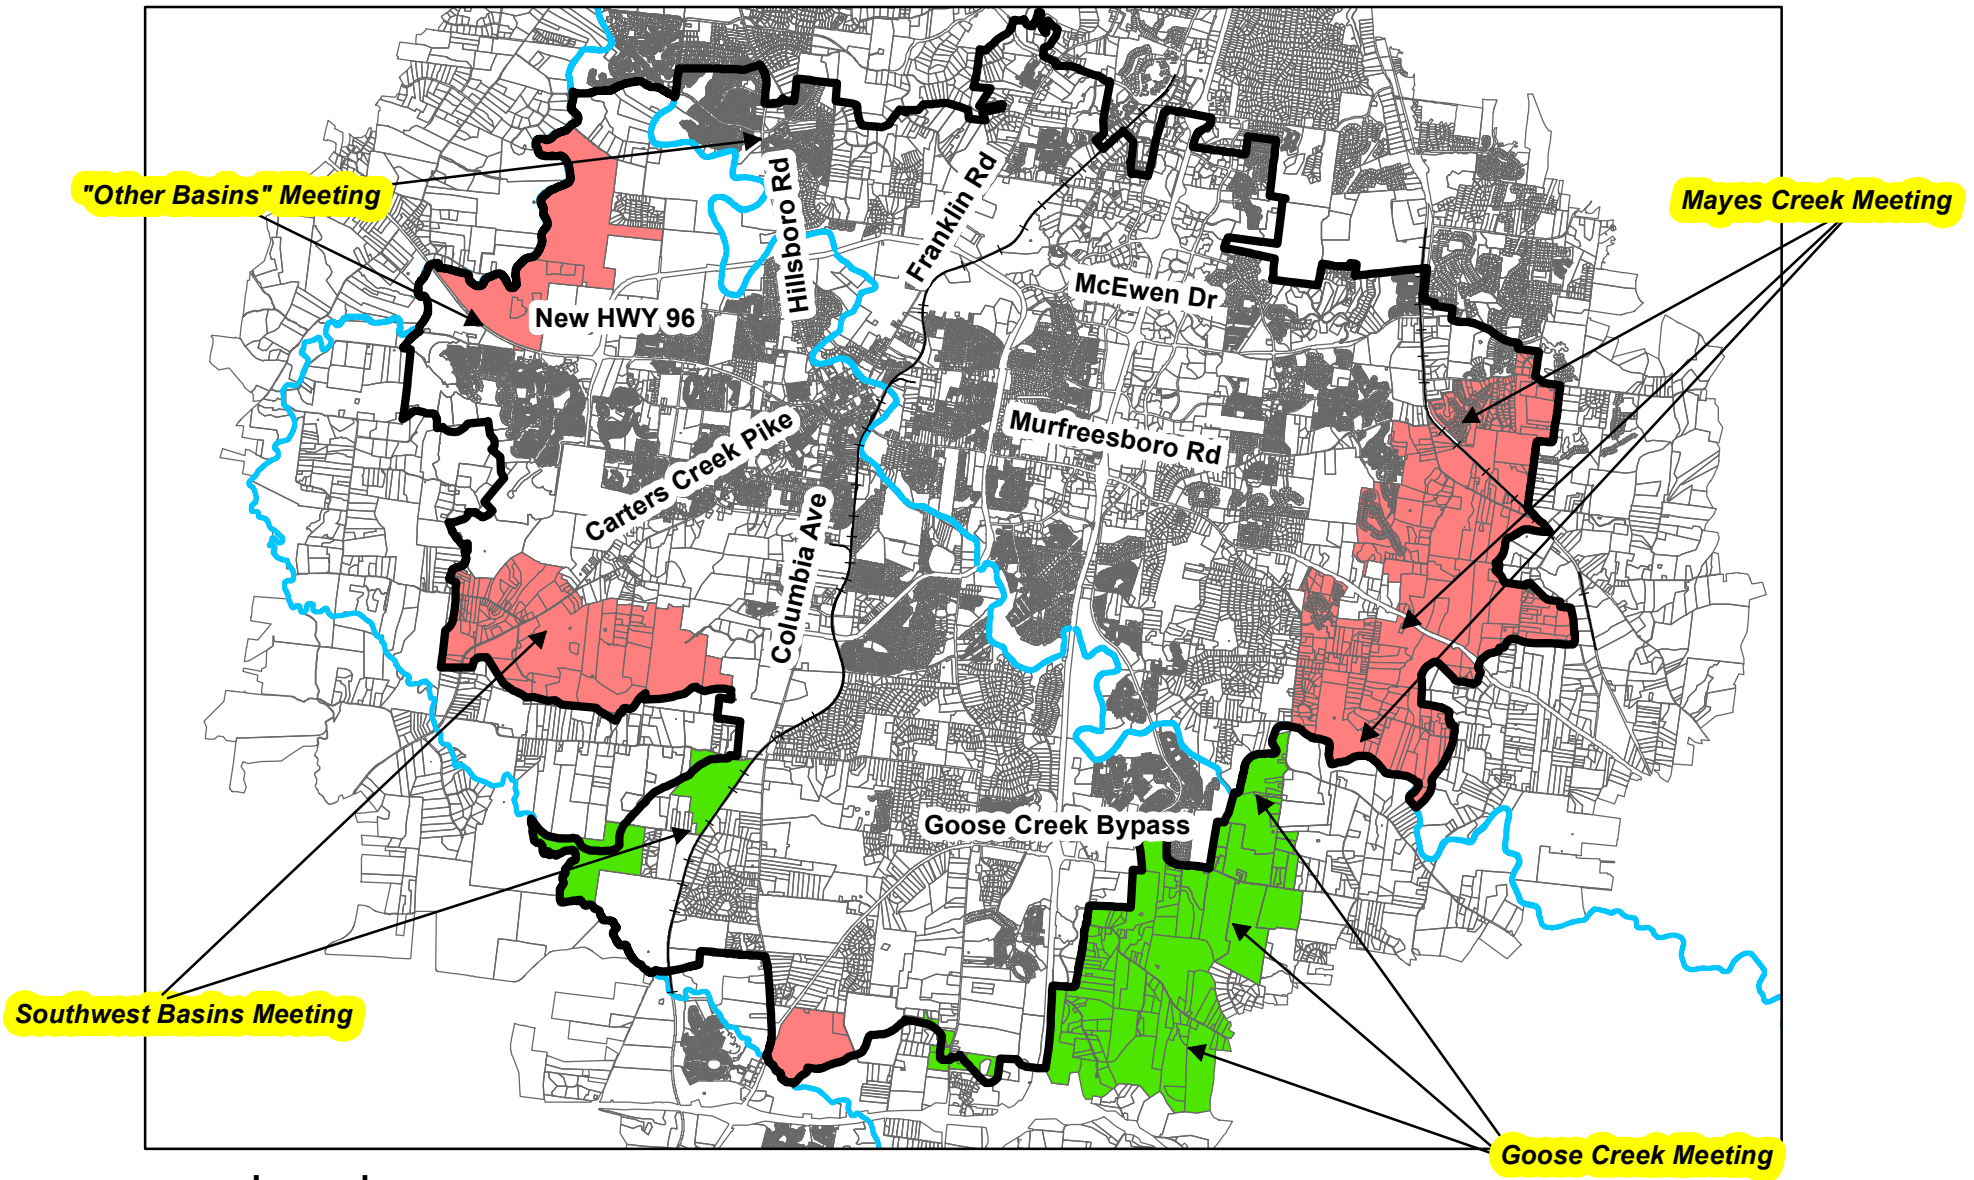 "Other Basins" Meeting
Mayes Creek Meeting
Hillsboro Rd
Franklin Rd
McEwen Dr
New HWY 96
Murfreesboro Rd
Carters Creek Pike
Columbia Ave
Goose Creek Bypass
Southwest Basins Meeting
Goose Creek Meeting